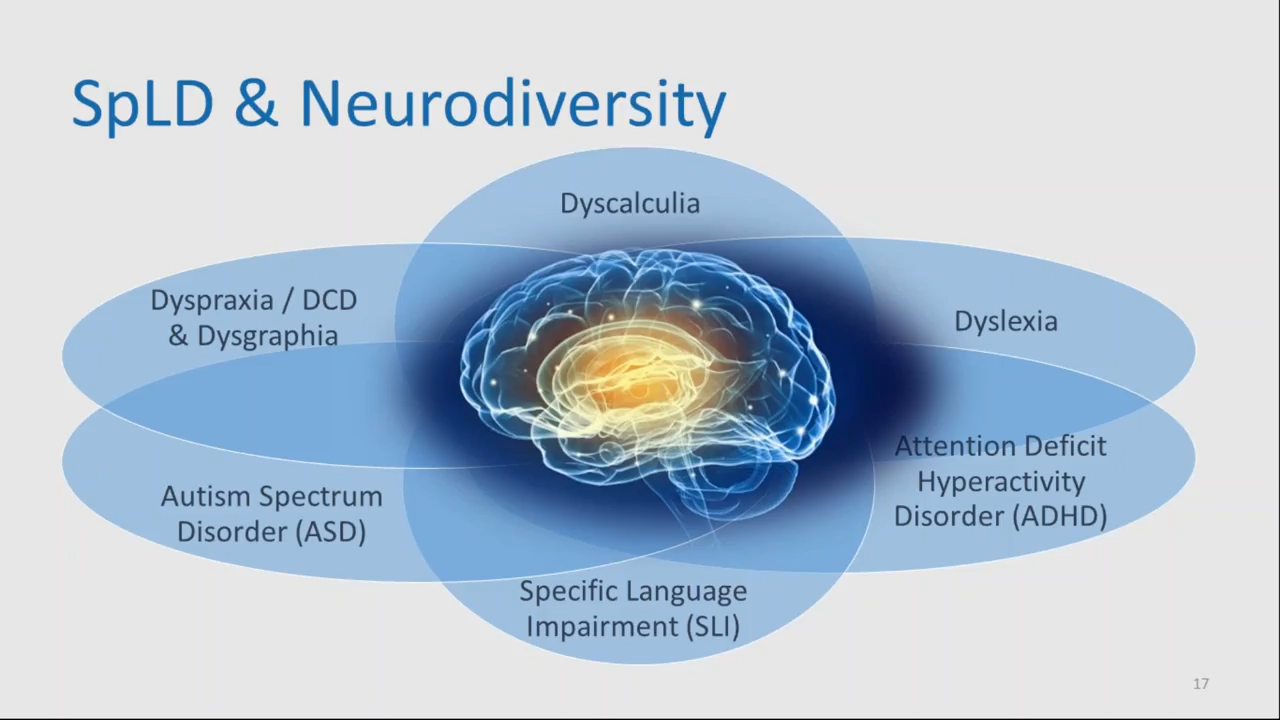 SpLD & Neurodiversity
Dyscalculia
Dyspraxia / DCD
& Dysgraphia
Dyslexia
Attention Deficit
Hyperactivity
Disorder (ADHD)
Autism Spectrum
Disorder (ASD)
Specific Language
Impairment (SLI)
17